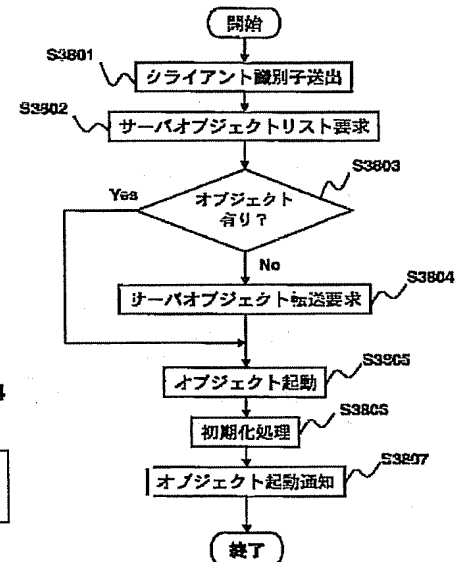 開始
S3801
クライアント識別子送出
S3802
サーバオブジェクトリスト要求
S3803
オブジェクト
有り?
Yes
No
サーバオブジェクト転送要求
S3804
オブジェクト起動
S3805
初期化処理
S3806
オブジェクト起動通知
S3807
終了
4